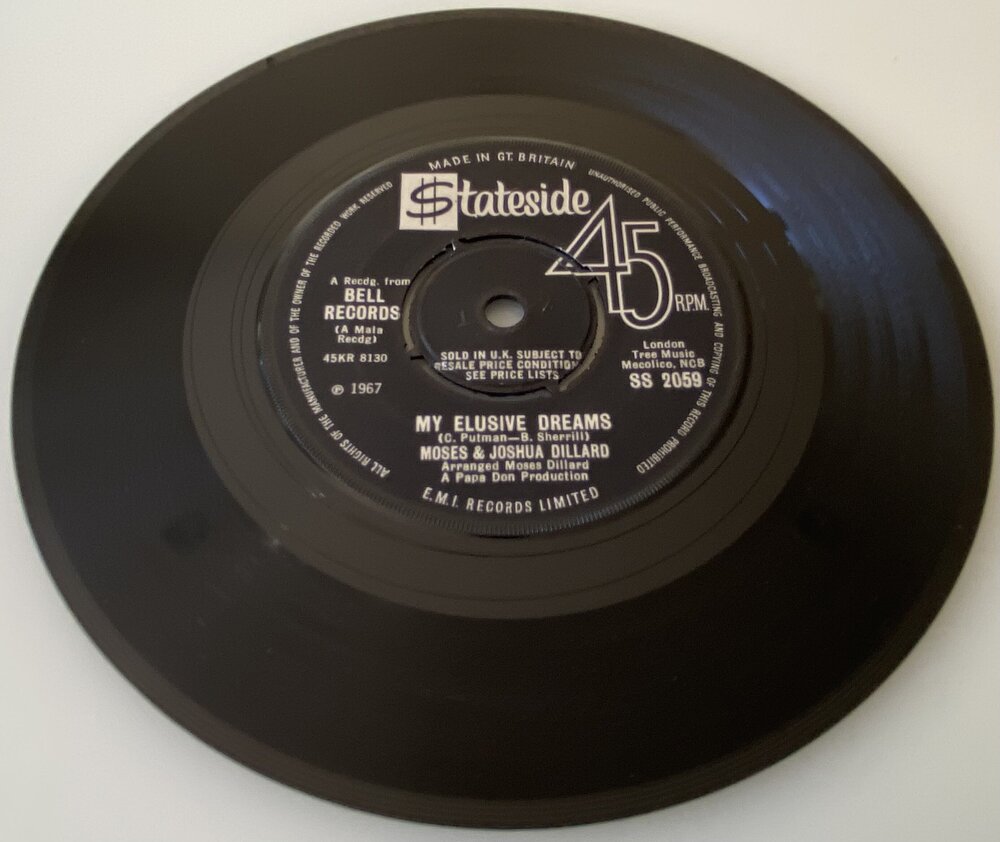 MADE IN GT. BRITAIN
$tateside
45 R.P.M.
ALL RIGHTS OF THE MANUFACTURER AND OF THE OWNER OF THE RECORDED WORK RESERVED
UNAUTHORISED PUBLIC PERFORMANCE BROADCASTING AND COPYING OF THIS RECORD PROHIBITED
A Recdg. from
BELL
RECORDS
(A Mala
Recdg)
45KR 8130
℗ 1967
SOLD IN U.K. SUBJECT TO
RESALE PRICE CONDITIONS
SEE PRICE LISTS
London
Tree Music
Mecolico, NCB
SS 2059
MY ELUSIVE DREAMS
(C. Putman—B. Sherrill)
MOSES & JOSHUA DILLARD
Arranged Moses Dillard
A Papa Don Production
E.M.I. RECORDS LIMITED